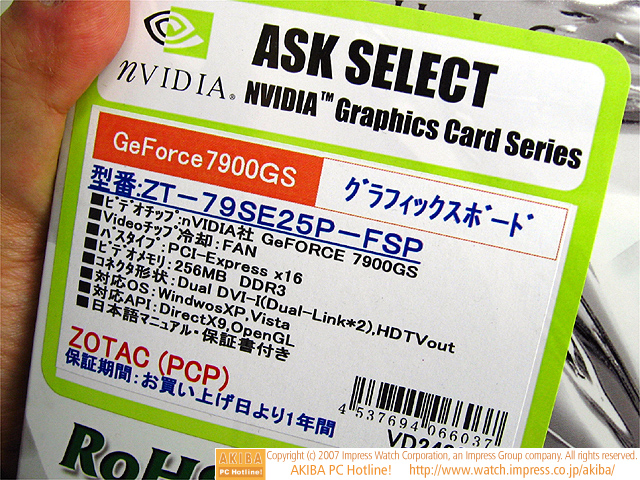 nVIDIA®
ASK SELECT
NVIDIA™ Graphics Card Series
GeForce7900GS
グラフィックスボード
型番:ZT-79SE25P-FSP
■ビデオチップ:nVIDIA社 GeFORCE 7900GS
■Videoチップ冷却:FAN
■バスタイプ:PCI-Express x16
■ビデオメモリ:256MB DDR3
■コネクタ形状:Dual DVI-I(Dual-Link*2),HDTVout
■対応OS:WindwosXP,Vista
■対応API:DirectX9,OpenGL
■日本語マニュアル・保証書付き
ZOTAC (PCP)
保証期間:お買い上げ日より1年間
4 537694 066037
RoHS
AKIBA PC Hotline!
Copyright (c) 2007 Impress Watch Corporation, an Impress Group company. All rights reserved.
AKIBA PC Hotline! http://www.watch.impress.co.jp/akiba/